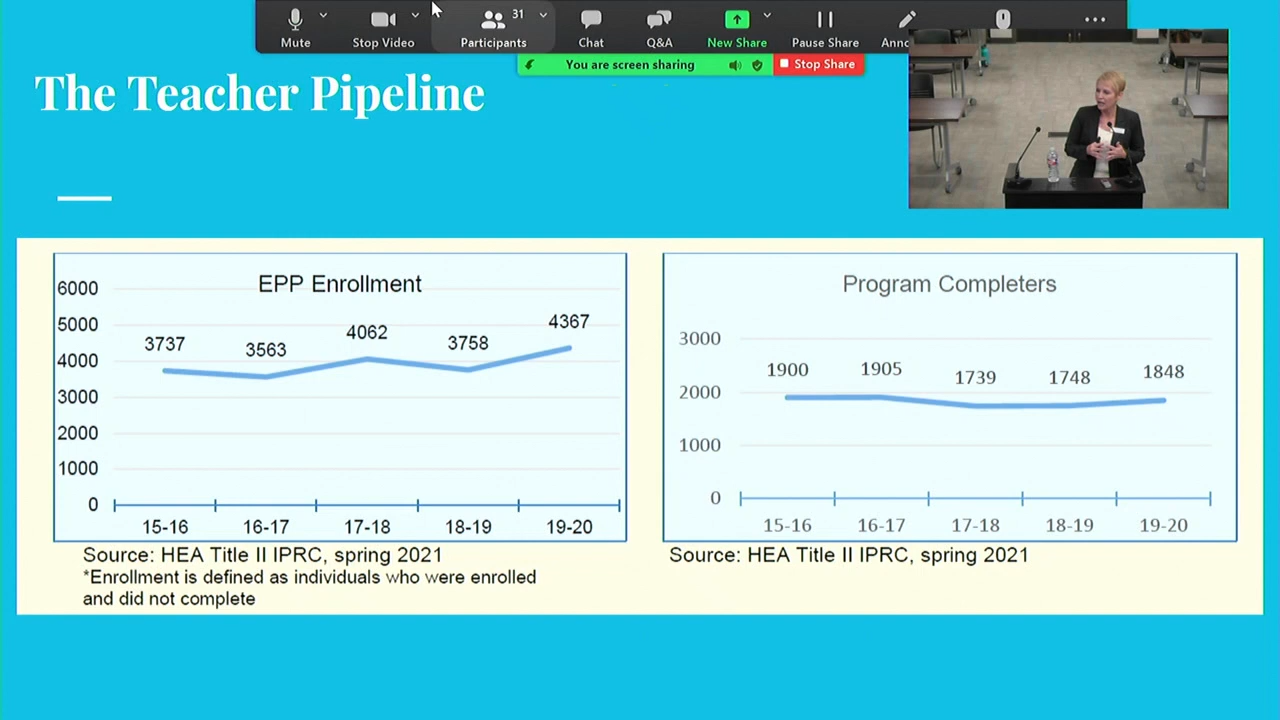 31
Mute
Stop Video
Participants
Chat
Q&A
New Share
Pause Share
Anno
You are screen sharing
Stop Share
The Teacher Pipeline
EPP Enrollment
6000
5000
4000
3000
2000
1000
0
3737
3563
4062
3758
4367
15-16
16-17
17-18
18-19
19-20
Source: HEA Title II IPRC, spring 2021
*Enrollment is defined as individuals who were enrolled
and did not complete
Program Completers
3000
2000
1000
0
1900
1905
1739
1748
1848
15-16
16-17
17-18
18-19
19-20
Source: HEA Title II IPRC, spring 2021